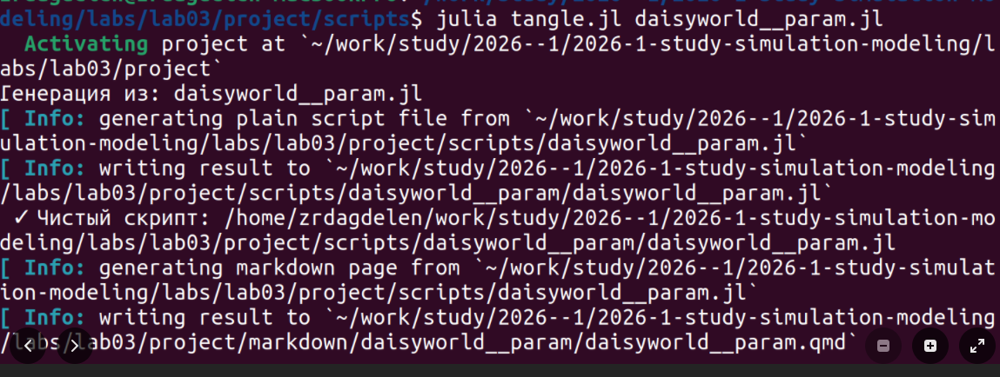 deling/labs/lab03/project/scripts$ julia tangle.jl daisyworld__param.jl
  Activating project at `~/work/study/2026--1/2026-1-study-simulation-modeling/l
abs/lab03/project`
Генерация из: daisyworld__param.jl
[ Info: generating plain script file from `~/work/study/2026--1/2026-1-study-sim
ulation-modeling/labs/lab03/project/scripts/daisyworld__param.jl`
[ Info: writing result to `~/work/study/2026--1/2026-1-study-simulation-modeling
/labs/lab03/project/scripts/daisyworld__param/daisyworld__param.jl`
 ✓ Чистый скрипт: /home/zrdagdelen/work/study/2026--1/2026-1-study-simulation-mo
deling/labs/lab03/project/scripts/daisyworld__param/daisyworld__param.jl
[ Info: generating markdown page from `~/work/study/2026--1/2026-1-study-simulat
ion-modeling/labs/lab03/project/scripts/daisyworld__param.jl`
[ Info: writing result to `~/work/study/2026--1/2026-1-study-simulation-modeling
/labs/lab03/project/markdown/daisyworld__param/daisyworld__param.qmd`